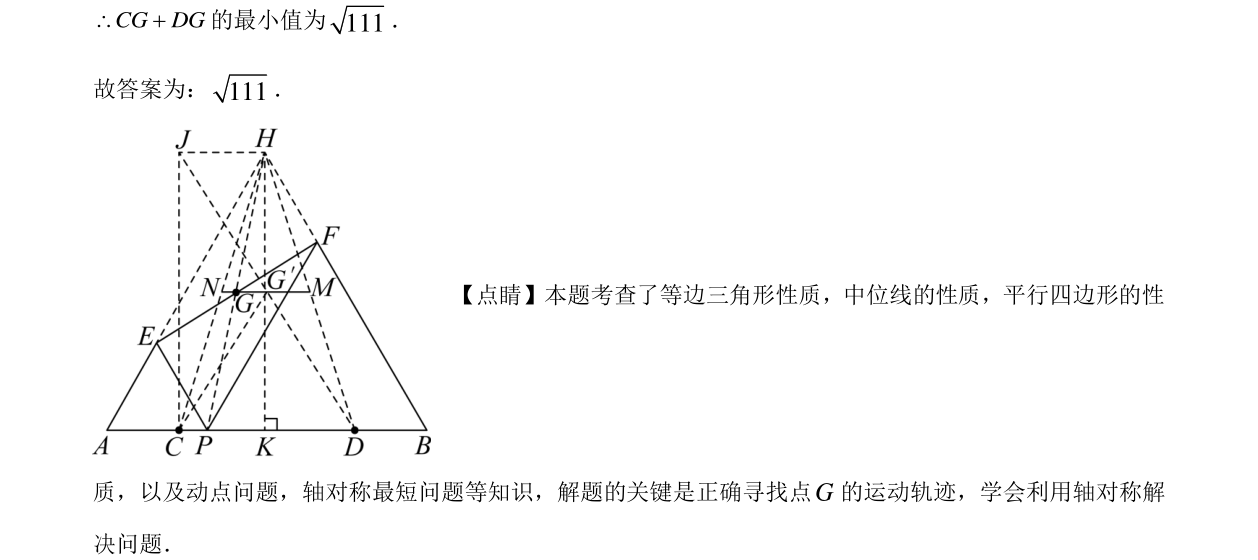 ∴CG + DG 的最小值为√111．
故答案为：√111．
J H
F
N G G′ M
E
【点睛】本题考查了等边三角形性质，中位线的性质，平行四边形的性
A C P K D B
质，以及动点问题，轴对称最短问题等知识，解题的关键是正确寻找点G 的运动轨迹，学会利用轴对称解
决问题．